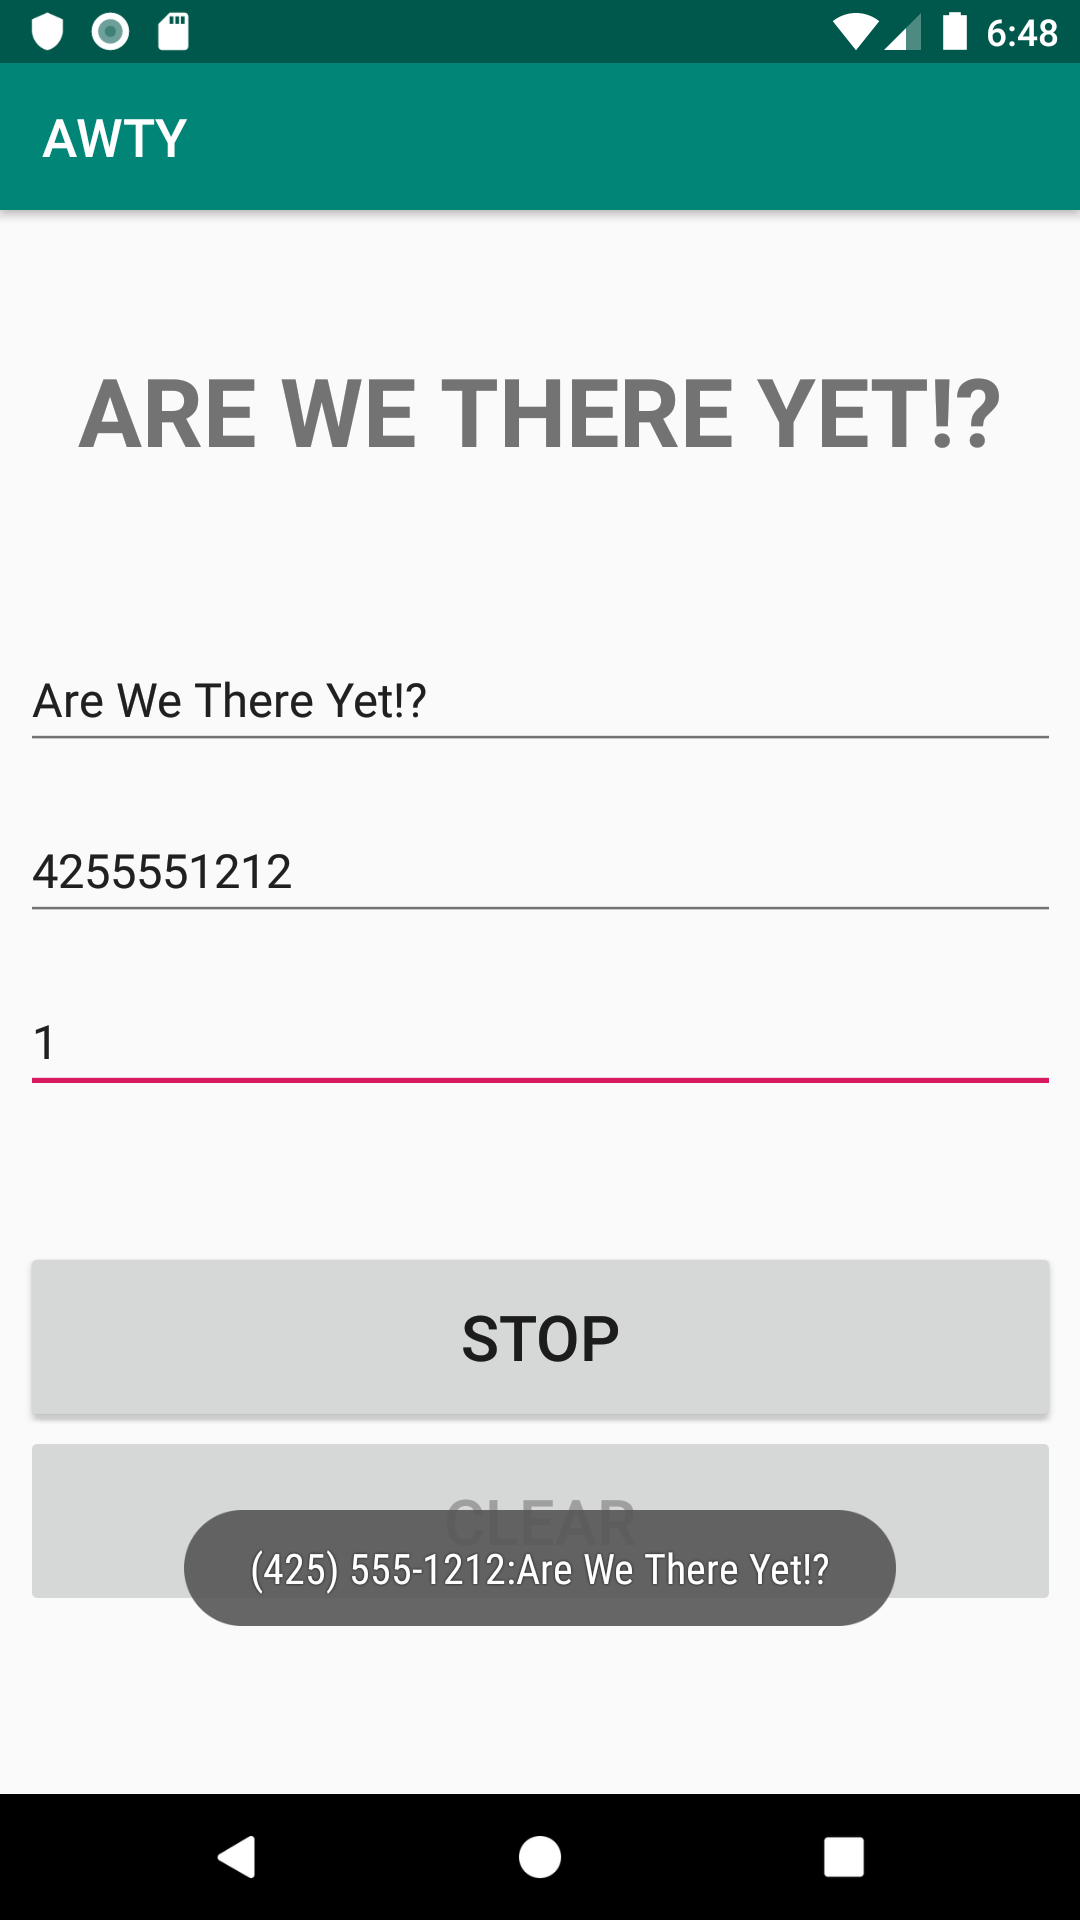 6:48
AWTY
ARE WE THERE YET!?
Are We There Yet!?
4255551212
1
STOP
CLEAR
(425) 555-1212:Are We There Yet!?